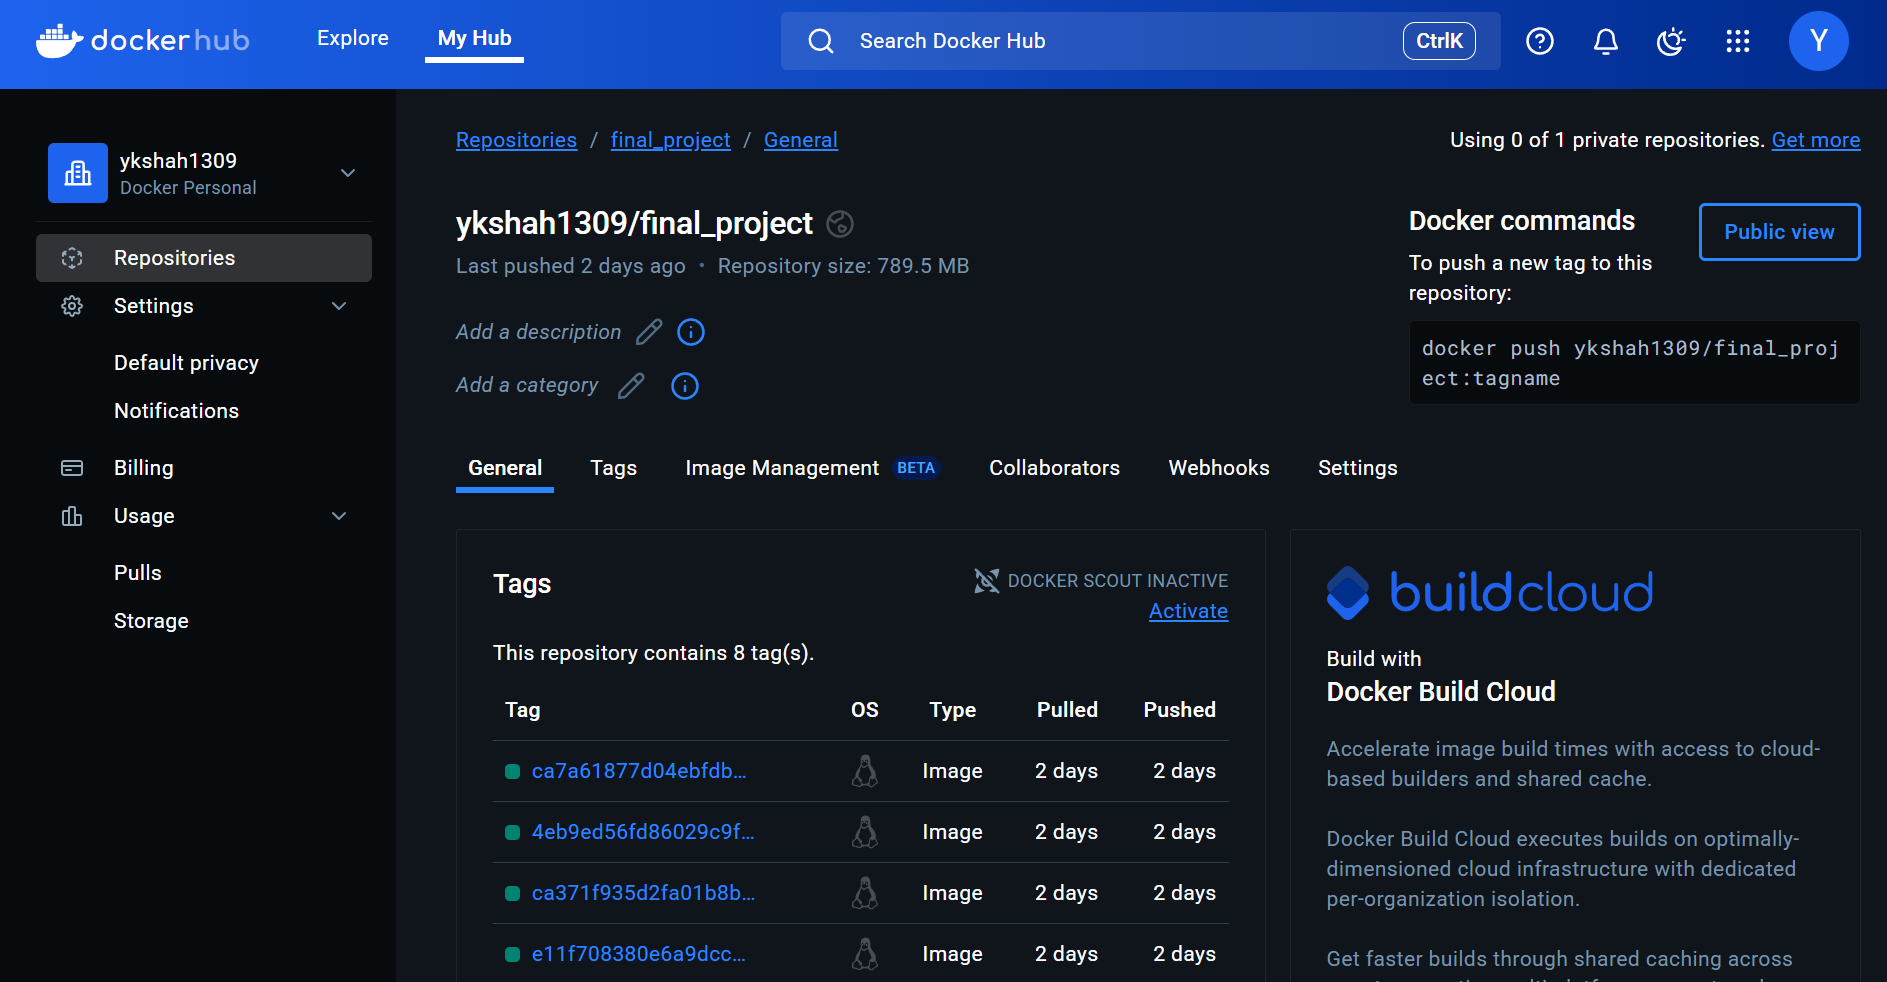 dockerhub
Explore
My Hub
Search Docker Hub
CtrlK
Y
ykshah1309
Docker Personal
Repositories
Settings
Default privacy
Notifications
Billing
Usage
Pulls
Storage
Repositories / final_project / General
Using 0 of 1 private repositories. Get more
ykshah1309/final_project
Last pushed 2 days ago • Repository size: 789.5 MB
Add a description
Add a category
Docker commands
Public view
To push a new tag to this
repository:
docker push ykshah1309/final_proj
ect:tagname
General Tags Image Management BETA Collaborators Webhooks Settings
Tags
DOCKER SCOUT INACTIVE
Activate
This repository contains 8 tag(s).
Tag OS Type Pulled Pushed
ca7a61877d04ebfdb… Image 2 days 2 days
4eb9ed56fd86029c9f… Image 2 days 2 days
ca371f935d2fa01b8b… Image 2 days 2 days
e11f708380e6a9dcc… Image 2 days 2 days
buildcloud
Build with
Docker Build Cloud
Accelerate image build times with access to cloud-
based builders and shared cache.
Docker Build Cloud executes builds on optimally-
dimensioned cloud infrastructure with dedicated
per-organization isolation.
Get faster builds through shared caching across